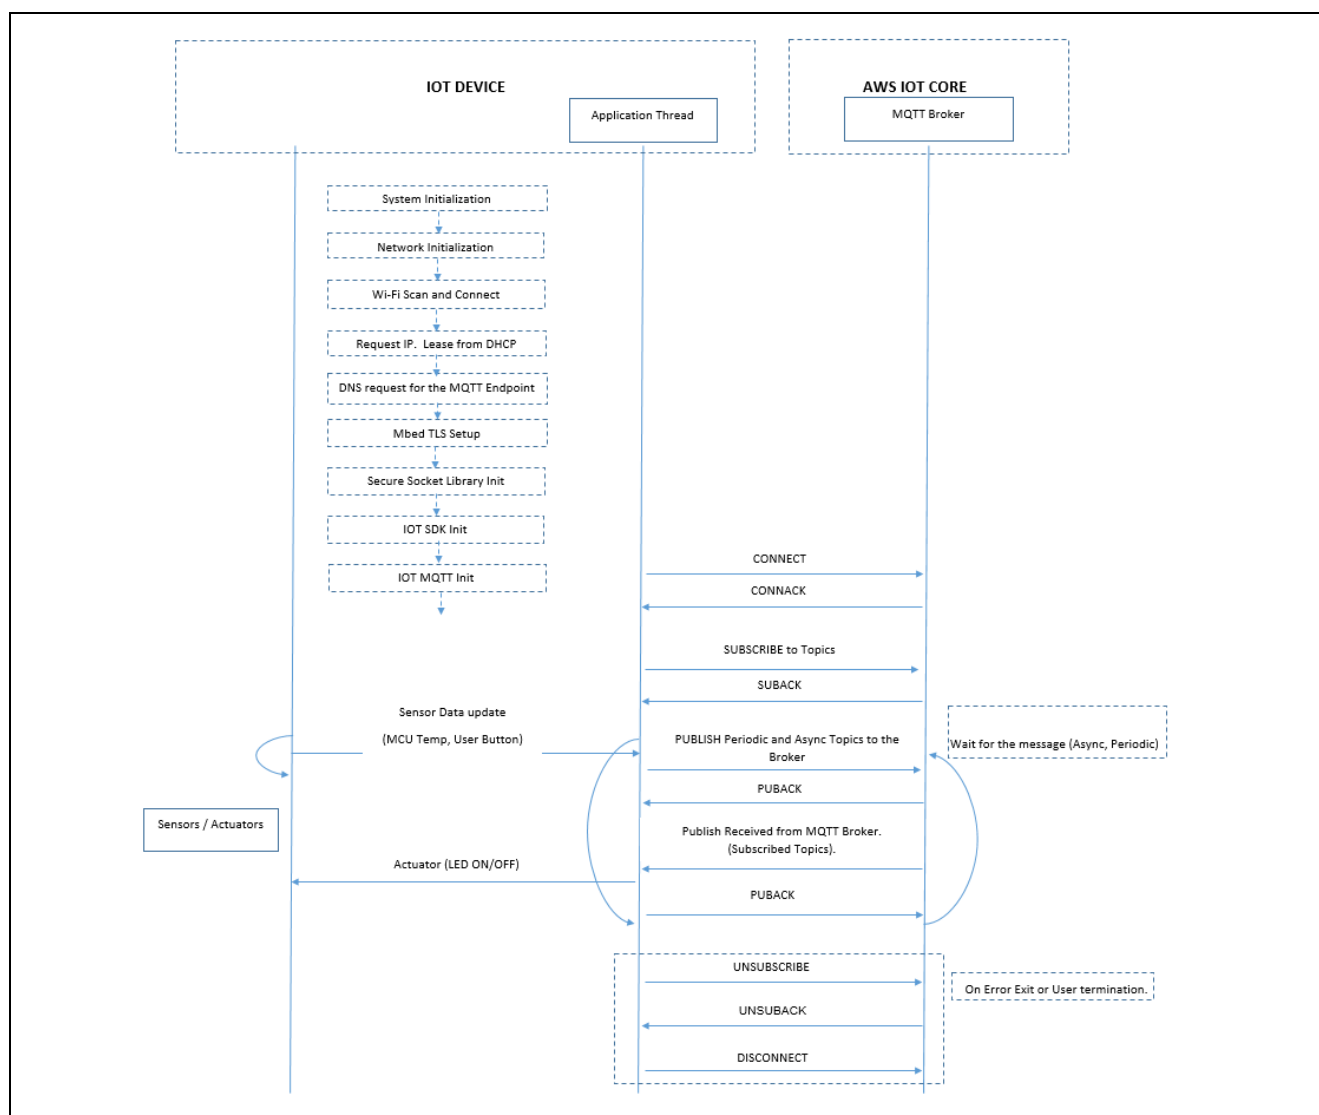 IOT DEVICE
AWS IOT CORE
Application Thread
MQTT Broker
System Initialization
Network Initialization
Wi-Fi Scan and Connect
Request IP.  Lease from DHCP
DNS request for the MQTT Endpoint
Mbed TLS Setup
Secure Socket Library Init
IOT SDK Init
IOT MQTT Init
CONNECT
CONNACK
SUBSCRIBE to Topics
SUBACK
Sensor Data update
(MCU Temp, User Button)
PUBLISH Periodic and Async Topics to the
Broker
Wait for the message (Async, Periodic)
PUBACK
Sensors / Actuators
Publish Received from MQTT Broker.
(Subscribed Topics).
Actuator (LED ON/OFF)
PUBACK
UNSUBSCRIBE
On Error Exit or User termination.
UNSUBACK
DISCONNECT